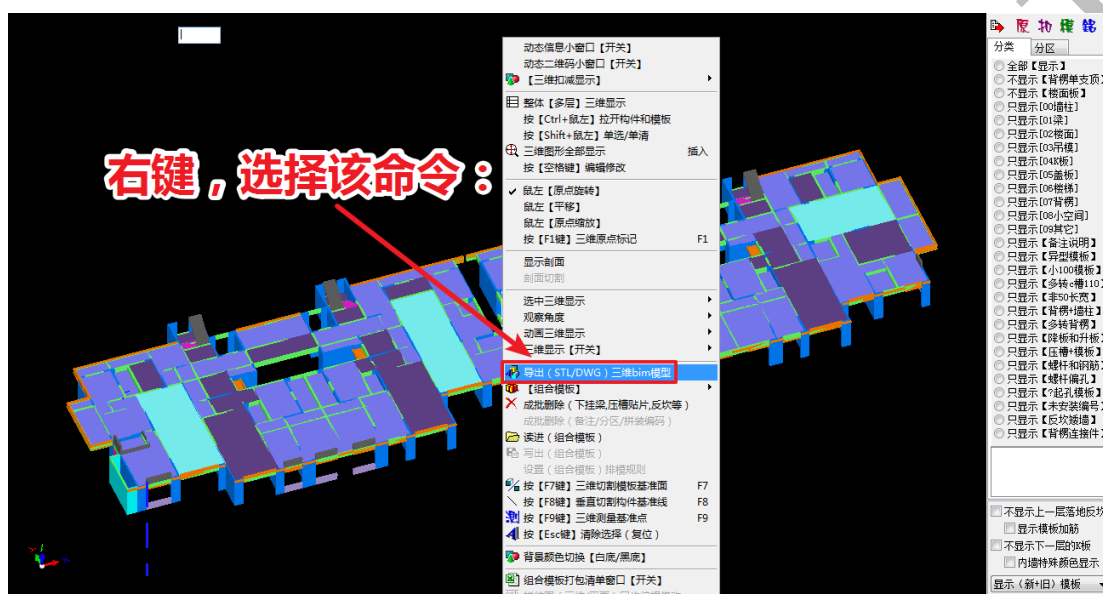 右键，选择该命令：
动态信息小窗口【开关】
动态二维码小窗口【开关】
【三维扣减显示】
整体【多层】三维显示
按【Ctrl+鼠左】拉开构件和模板
按【Shift+鼠左】单选/单清
三维图形全部显示 插入
按【空格键】编辑修改
鼠左【原点旋转】
鼠左【平移】
鼠左【原点缩放】
按【F1键】三维原点标记 F1
显示剖面
剖面切割
选中三维显示
观察角度
动画三维显示
三维显示【开关】
导出（STL/DWG）三维bim模型
【组合模板】
成批删除（下挂梁,压槽贴片,反坎等）
成批删除（备注/分区/拼装编码）
读进（组合模板）
写出（组合模板）
设置（组合模板）排模规则
按【F7键】三维切割模板基准面 F7
按【F8键】垂直切割构件基准线 F8
按【F9键】三维测量基准点 F9
按【Esc键】清除选择（复位）
背景颜色切换【白底/黑底】
组合模板打包清单窗口【开关】
分类 分区
全部【显示】
不显示【背楞单支顶】
不显示【楼面板】
只显示[00墙柱]
只显示[01梁]
只显示[02楼面]
只显示[03吊模]
只显示[04K板]
只显示[05盖板]
只显示[06楼梯]
只显示[07背楞]
只显示[08小空间]
只显示[09其它]
只显示【备注说明】
只显示【异型模板】
只显示【小100模板】
只显示【多转c槽110】
只显示【非50长宽】
只显示【背楞+墙柱】
只显示【多转背楞】
只显示【降板和升板】
只显示【压槽+模板】
只显示【螺杆和钢筋】
只显示【螺杆偏孔】
只显示【?起孔模板】
只显示【未安装编号】
只显示【反坎矮墙】
只显示【背楞连接件】
不显示上一层落地反坎
显示模板加筋
不显示下一层的K板
内墙特殊颜色显示
显示（新+旧）模板